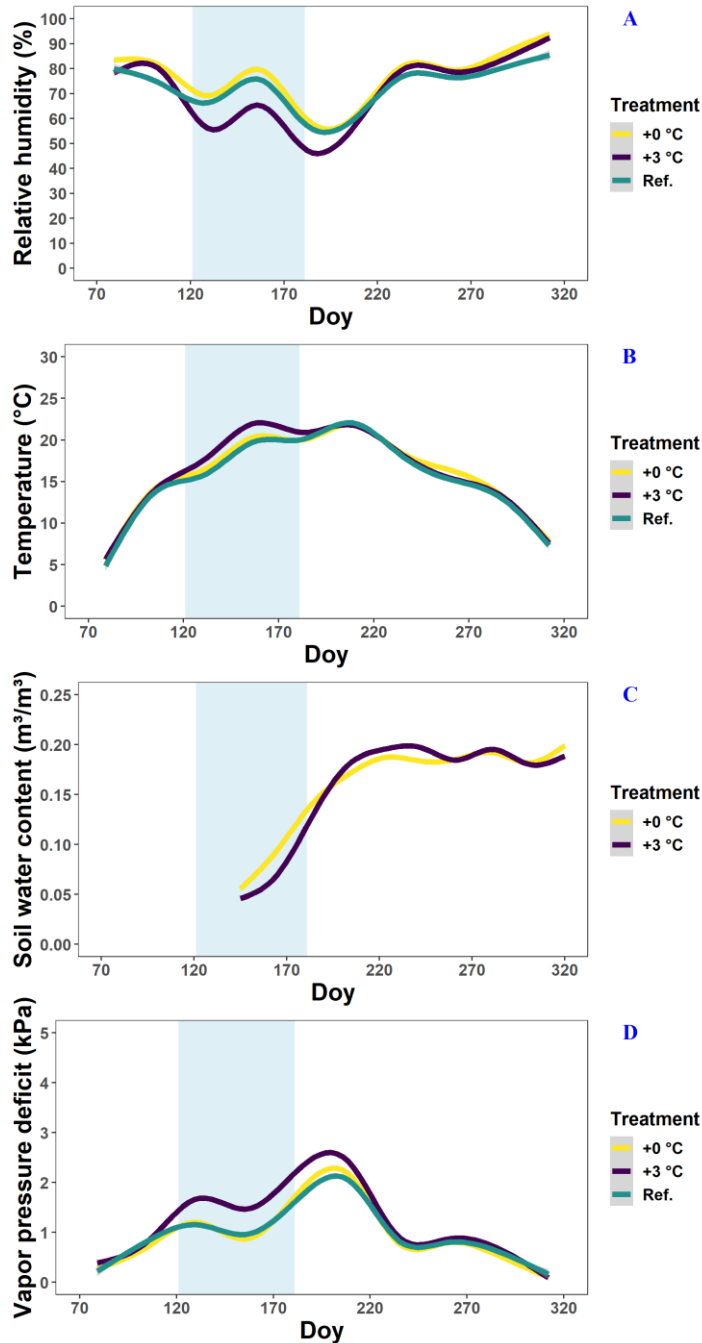 A
Relative humidity (%)
100
90
80
70
60
50
40
30
20
10
0
70 120 170 220 270 320
Doy
Treatment
+0 °C
+3 °C
Ref.
B
Temperature (°C)
30
25
20
15
10
5
0
70 120 170 220 270 320
Doy
Treatment
+0 °C
+3 °C
Ref.
C
Soil water content (m³/m³)
0.25
0.20
0.15
0.10
0.05
0.00
70 120 170 220 270 320
Doy
Treatment
+0 °C
+3 °C
D
Vapor pressure deficit (kPa)
5
4
3
2
1
0
70 120 170 220 270 320
Doy
Treatment
+0 °C
+3 °C
Ref.